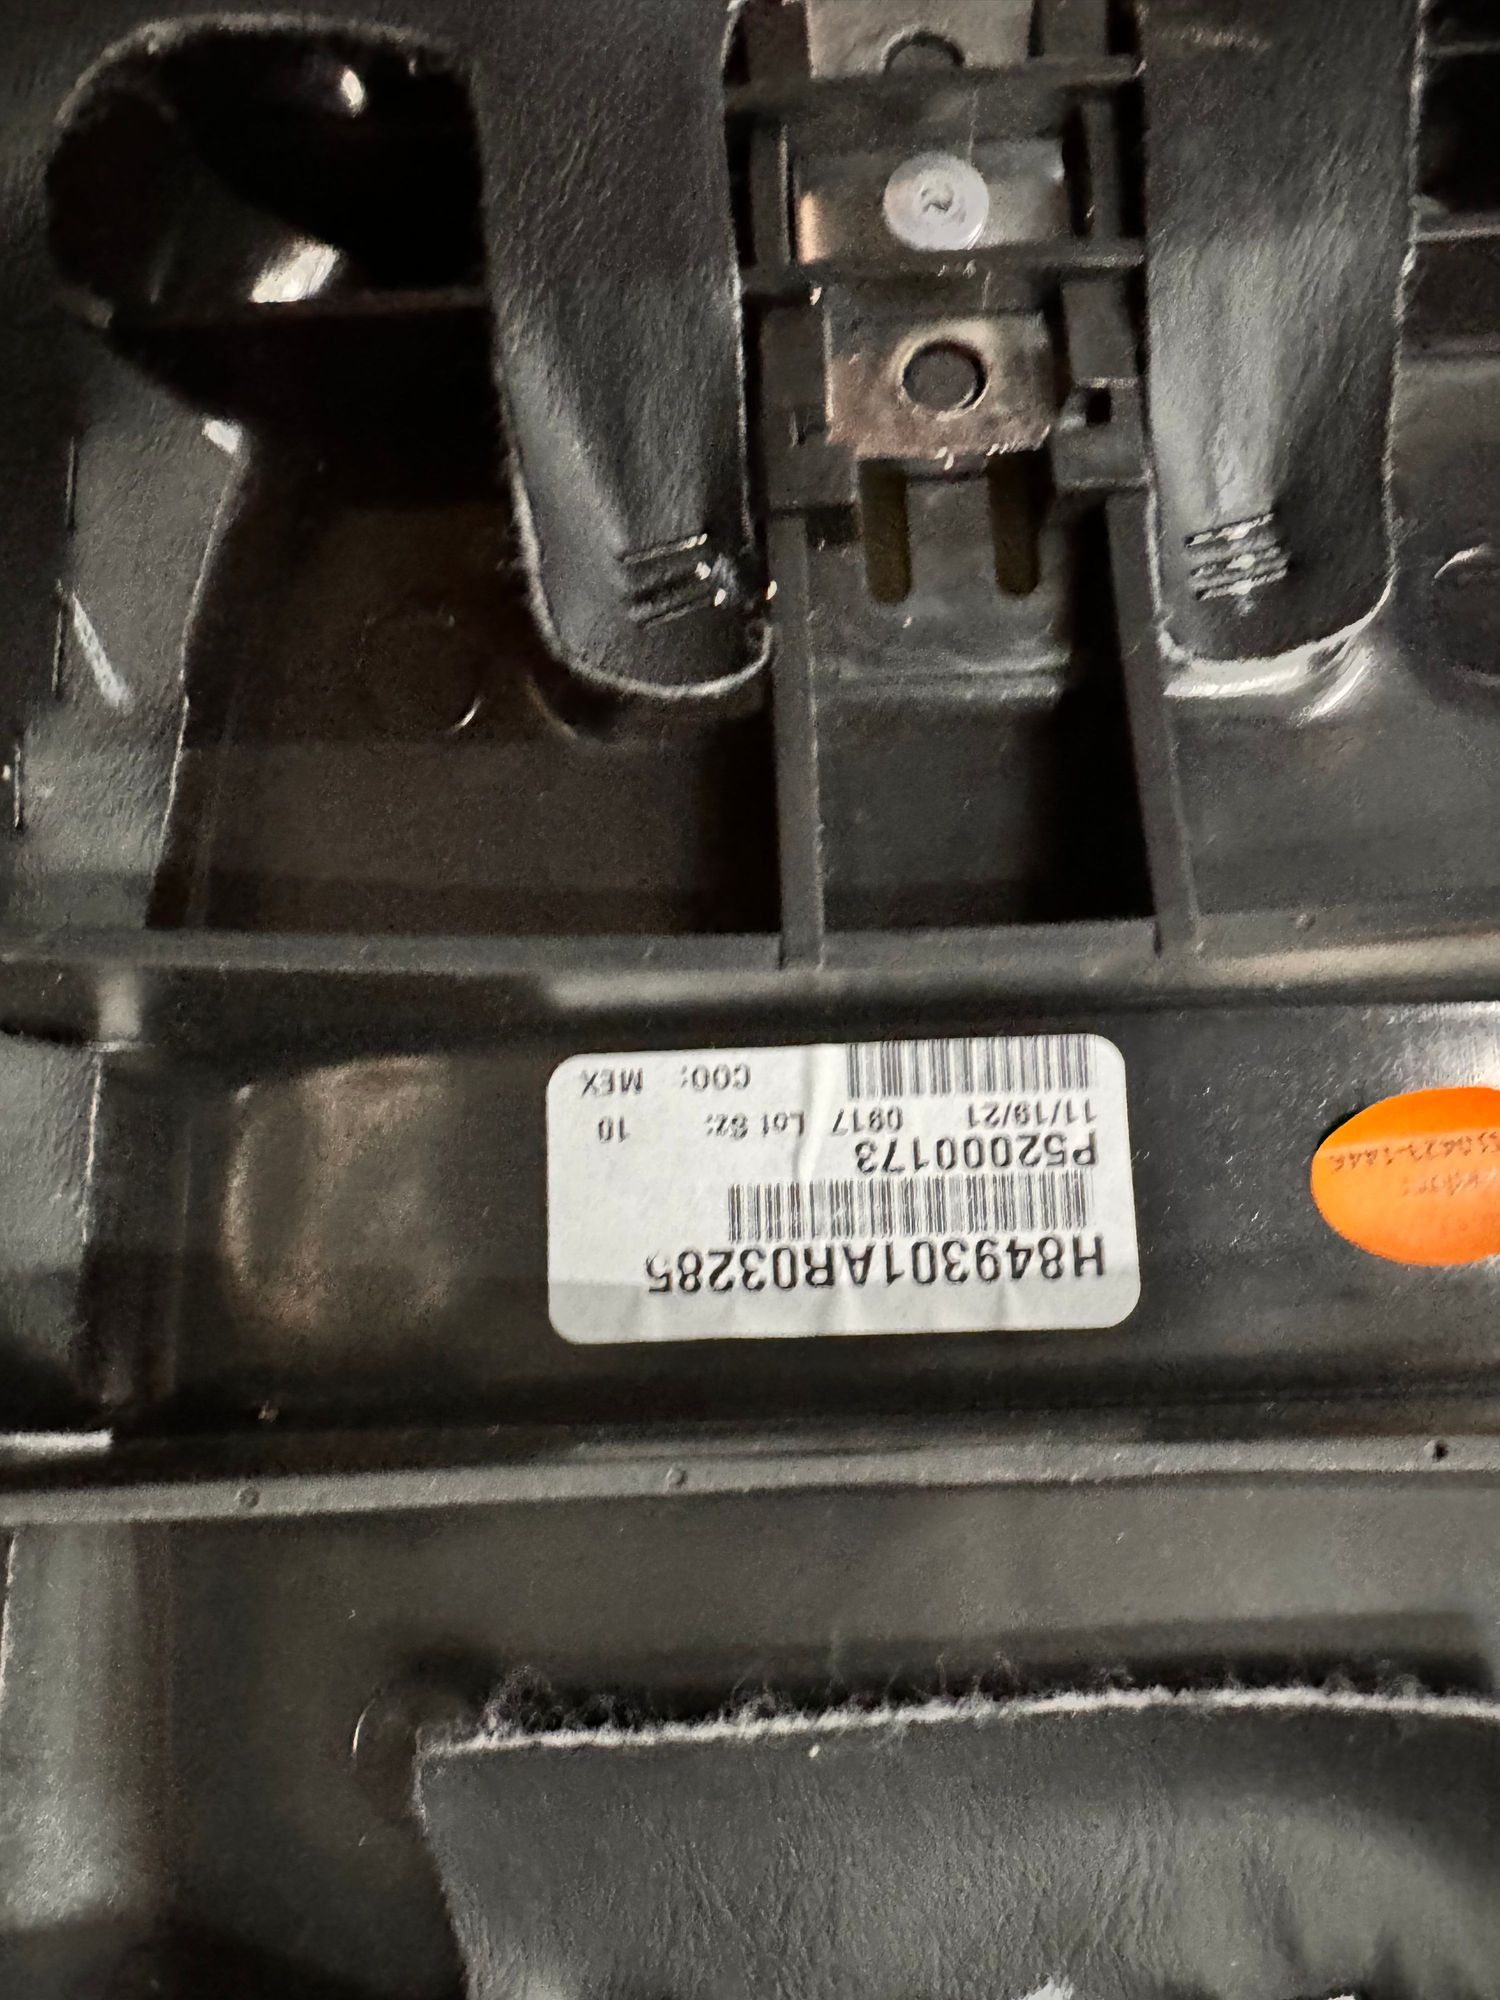 H849301AR03285
P52000173
11/19/21 0917 Lot Sz: 10
COO: MEX